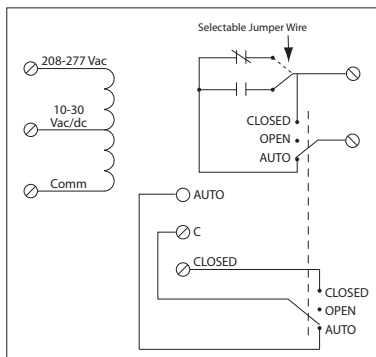 Selectable Jumper Wire
208-277 Vac
10-30
Vac/dc
Comm
CLOSED
OPEN
AUTO
AUTO
C
CLOSED
CLOSED
OPEN
AUTO